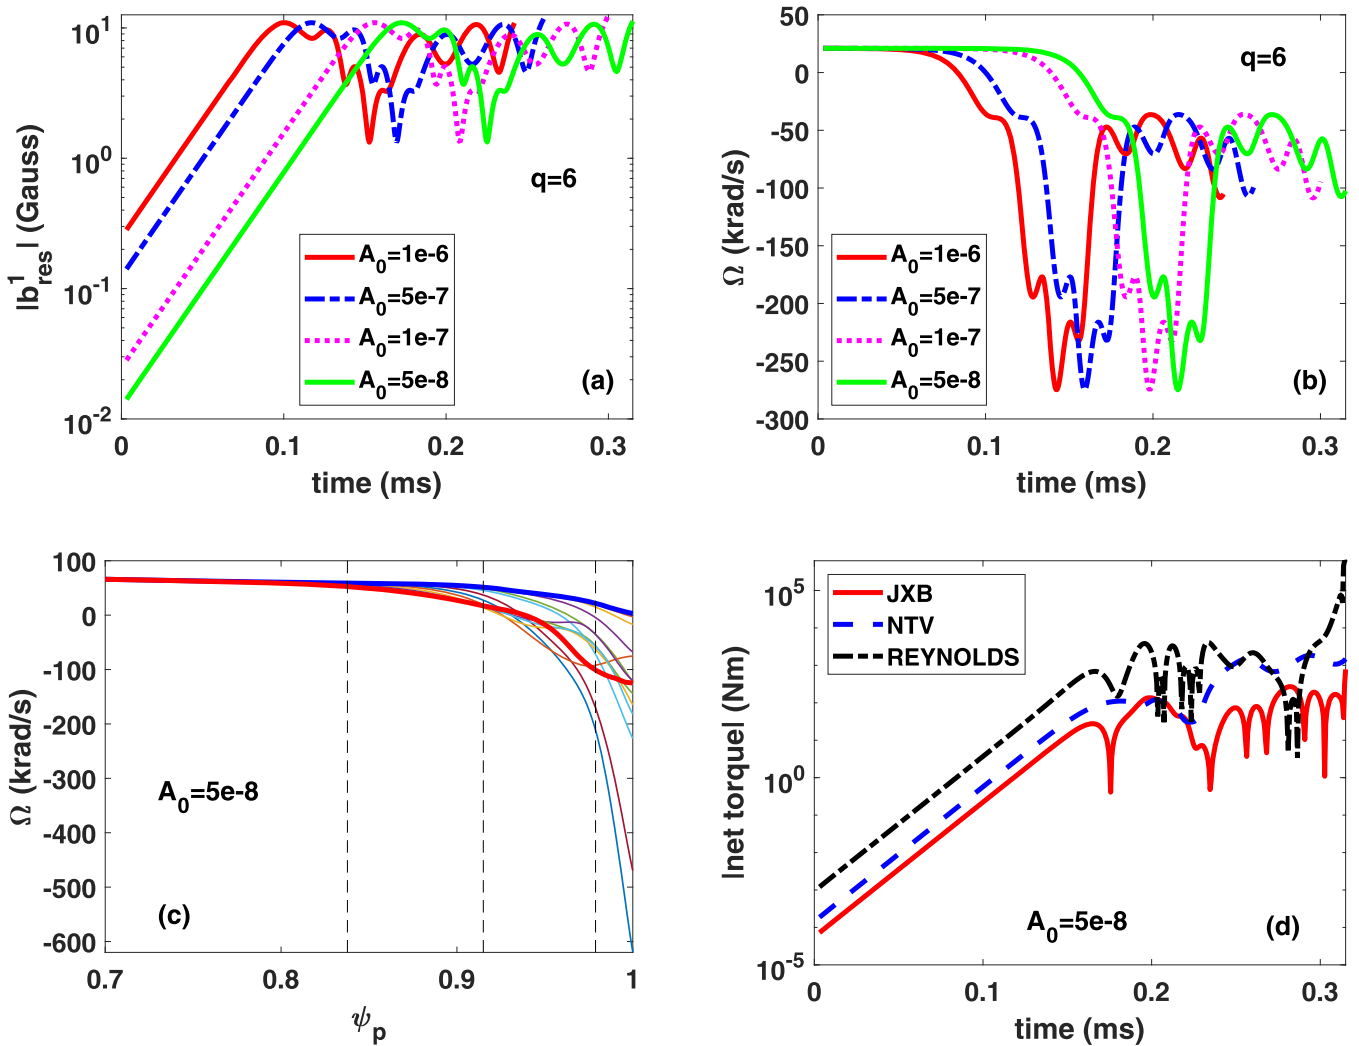 10^1
10^0
10^-1
10^-2
|b^1_res| (Gauss)
q=6
A_0=1e-6
A_0=5e-7
A_0=1e-7
A_0=5e-8
(a)
0 0.1 0.2 0.3
time (ms)
50
0
-50
-100
-150
-200
-250
-300
Ω (krad/s)
q=6
A_0=1e-6
A_0=5e-7
A_0=1e-7
A_0=5e-8
(b)
0 0.1 0.2 0.3
time (ms)
100
0
-100
-200
-300
-400
-500
-600
Ω (krad/s)
A_0=5e-8
(c)
0.7 0.8 0.9 1
ψ_p
10^5
10^0
10^-5
|net torque| (Nm)
JXB
NTV
REYNOLDS
A_0=5e-8
(d)
0 0.1 0.2 0.3
time (ms)